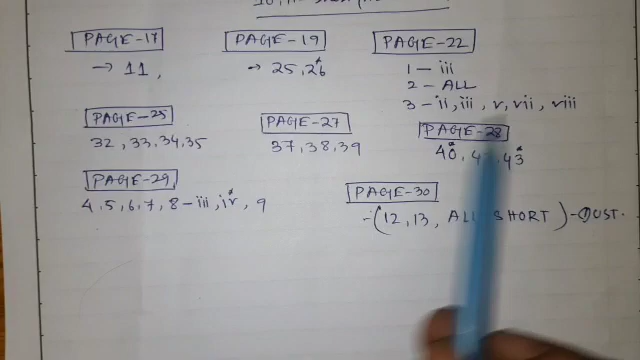 PAGE-17
→ 11,
PAGE-19
→ 25, 26*
PAGE-22
1 – iii
2 – ALL
3 – ii, iii, v, vii, viii
PAGE-25
32, 33, 34, 35
PAGE-27
37, 38, 39
PAGE-28
40*, 43*
PAGE-29
4, 5, 6, 7, 8 – iii, iv*, 9
PAGE-30
– (12, 13, ALL SHORT) –